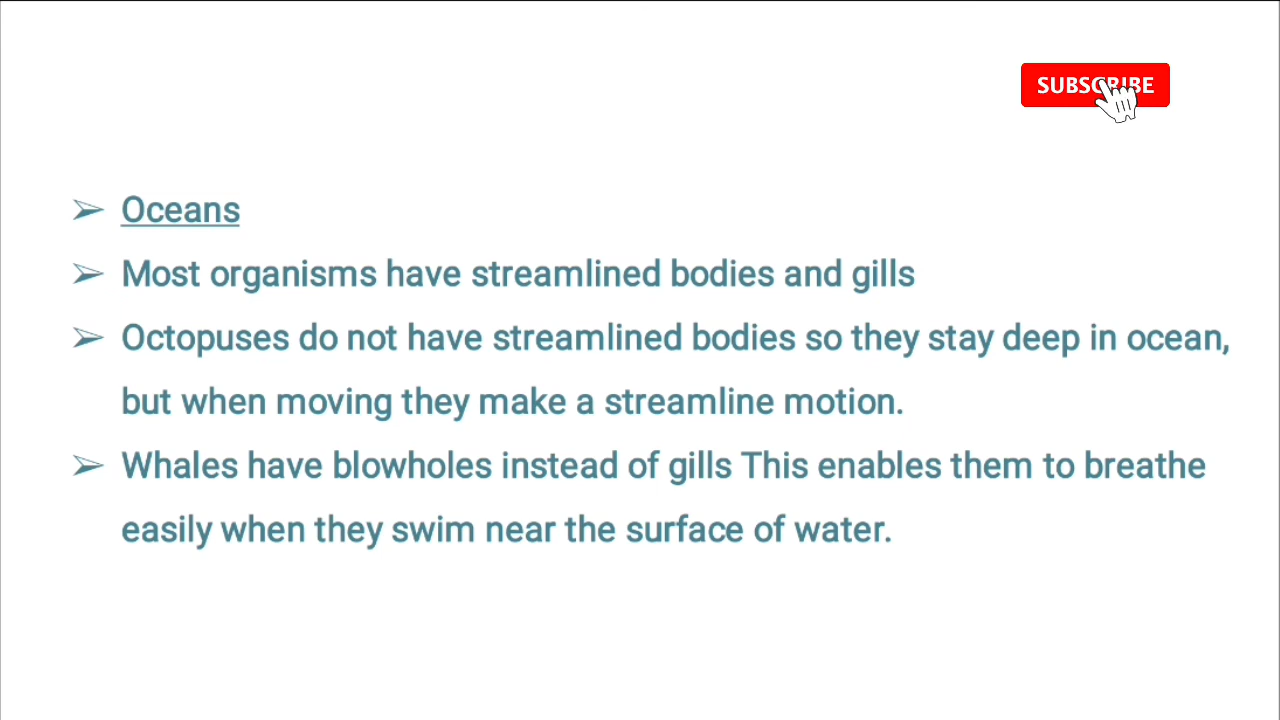 SUBSCRIBE
➢ Oceans
➢ Most organisms have streamlined bodies and gills
➢ Octopuses do not have streamlined bodies so they stay deep in ocean,
but when moving they make a streamline motion.
➢ Whales have blowholes instead of gills This enables them to breathe
easily when they swim near the surface of water.